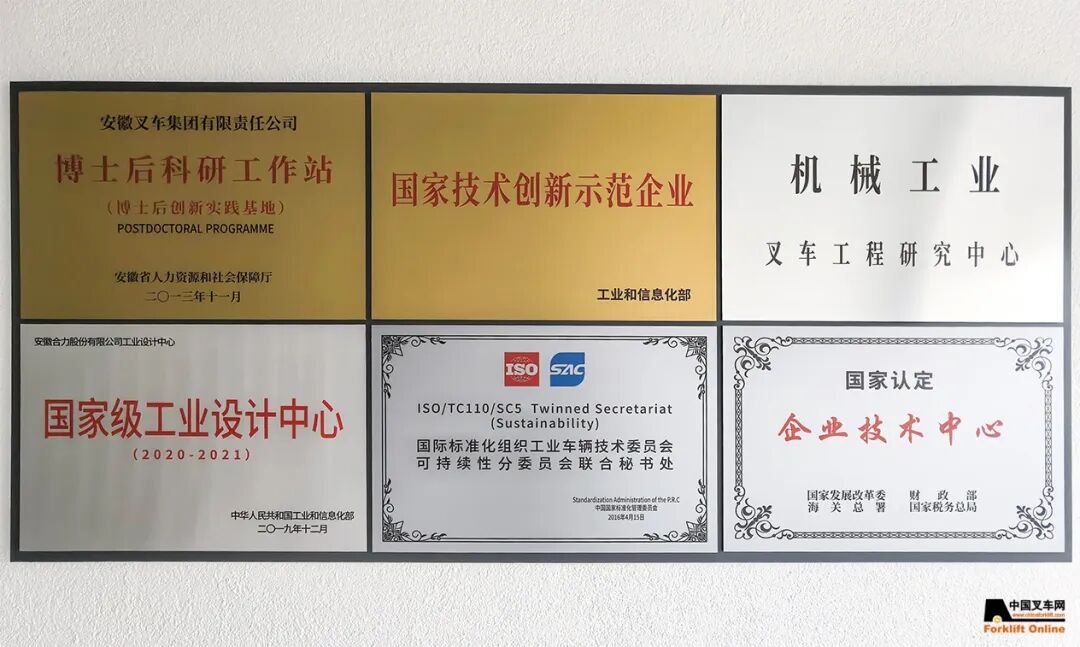 安徽叉车集团有限责任公司
博士后科研工作站
（博士后创新实践基地）
POSTDOCTORAL PROGRAMME
安徽省人力资源和社会保障厅
二〇一三年十一月
国家技术创新示范企业
工业和信息化部
机械工业
叉车工程研究中心
安徽合力股份有限公司工业设计中心
国家级工业设计中心
（2020-2021）
中华人民共和国工业和信息化部
二〇一九年十二月
ISO SAC
ISO/TC110/SC5 Twinned Secretariat
(Sustainability)
国际标准化组织工业车辆技术委员会
可持续性分委员会联合秘书处
Standardization Administration of the P.R.C
中国国家标准化管理委员会
2016年4月15日
国家认定
企业技术中心
国家发展改革委 财政部
海关总署 国家税务总局
中国叉车网
www.chinaforklift.com
Forklift Online